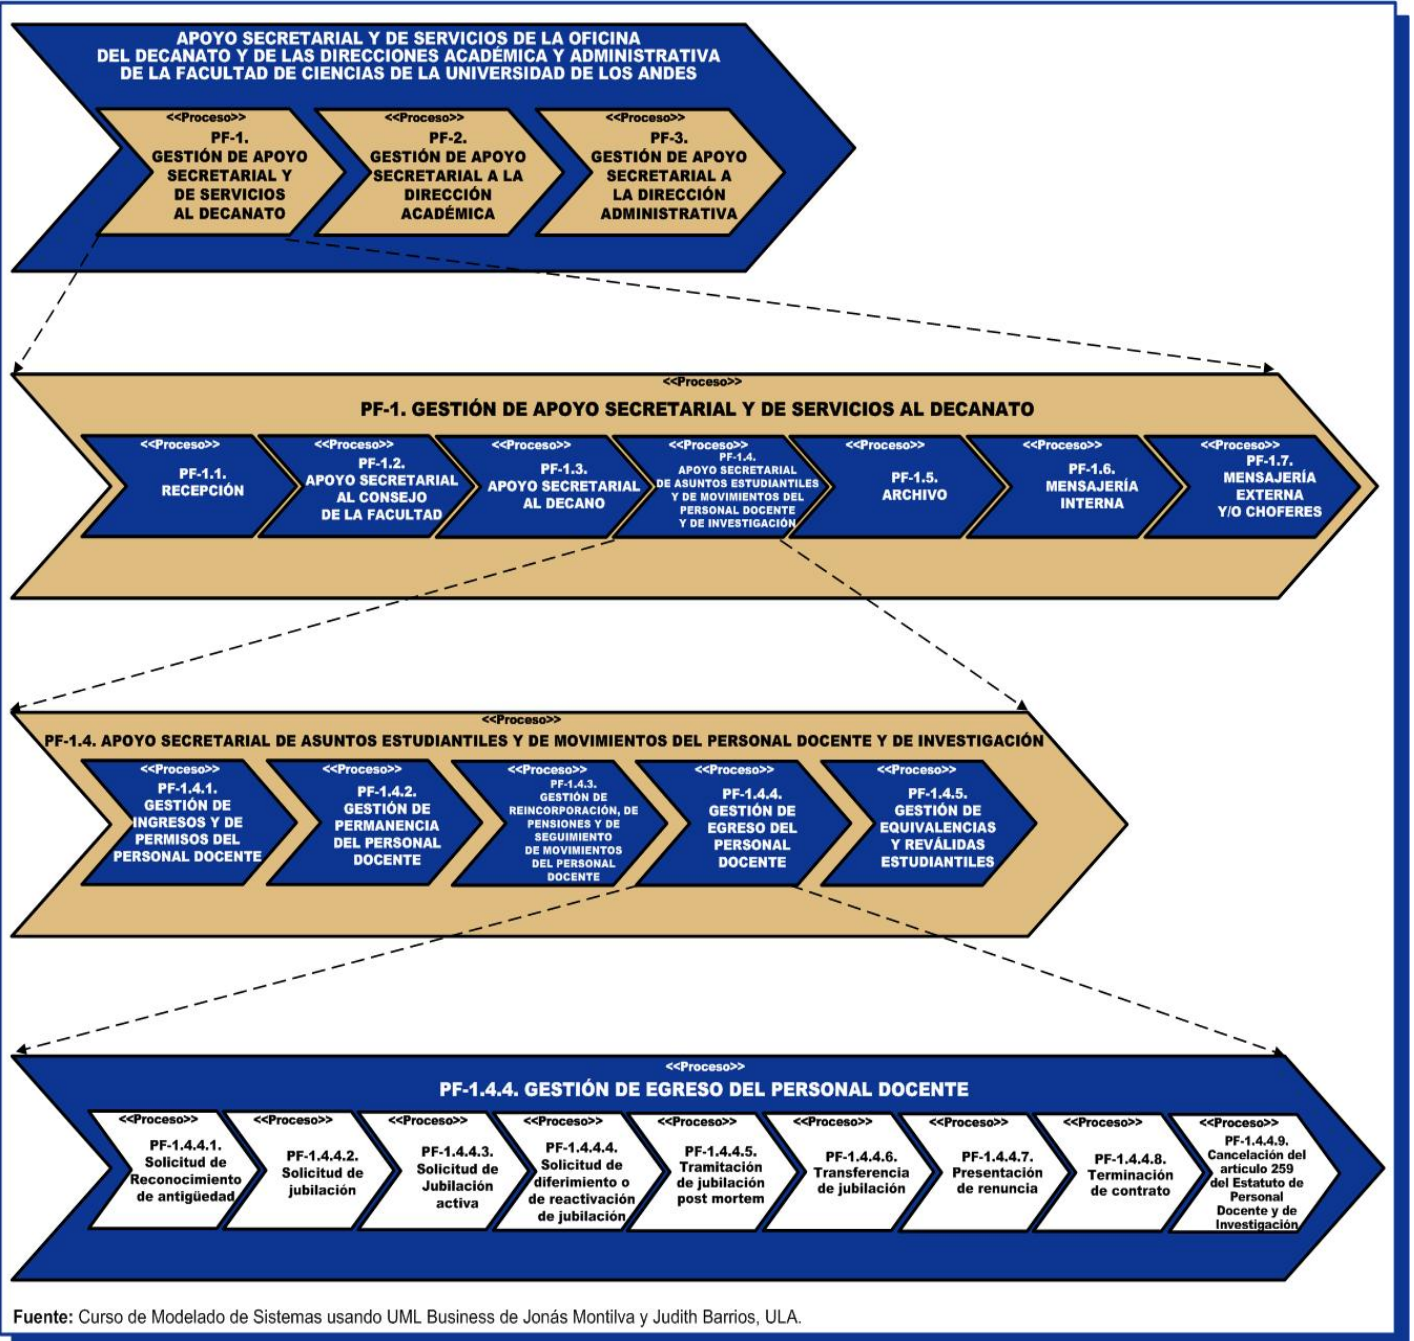 APOYO SECRETARIAL Y DE SERVICIOS DE LA OFICINA
DEL DECANATO Y DE LAS DIRECCIONES ACADÉMICA Y ADMINISTRATIVA
DE LA FACULTAD DE CIENCIAS DE LA UNIVERSIDAD DE LOS ANDES
<<Proceso>>
PF-1.
GESTIÓN DE APOYO
SECRETARIAL Y
DE SERVICIOS
AL DECANATO
<<Proceso>>
PF-2.
GESTIÓN DE APOYO
SECRETARIAL A LA
DIRECCIÓN
ACADÉMICA
<<Proceso>>
PF-3.
GESTIÓN DE APOYO
SECRETARIAL A
LA DIRECCIÓN
ADMINISTRATIVA
<<Proceso>>
PF-1. GESTIÓN DE APOYO SECRETARIAL Y DE SERVICIOS AL DECANATO
<<Proceso>>
PF-1.1.
RECEPCIÓN
<<Proceso>>
PF-1.2.
APOYO SECRETARIAL
AL CONSEJO
DE LA FACULTAD
<<Proceso>>
PF-1.3.
APOYO SECRETARIAL
AL DECANO
<<Proceso>>
PF-1.4.
APOYO SECRETARIAL
DE ASUNTOS ESTUDIANTILES
Y DE MOVIMIENTOS DEL
PERSONAL DOCENTE
Y DE INVESTIGACIÓN
<<Proceso>>
PF-1.5.
ARCHIVO
<<Proceso>>
PF-1.6.
MENSAJERÍA
INTERNA
<<Proceso>>
PF-1.7.
MENSAJERÍA
EXTERNA
Y/O CHOFERES
<<Proceso>>
PF-1.4. APOYO SECRETARIAL DE ASUNTOS ESTUDIANTILES Y DE MOVIMIENTOS DEL PERSONAL DOCENTE Y DE INVESTIGACIÓN
<<Proceso>>
PF-1.4.1.
GESTIÓN DE
INGRESOS Y DE
PERMISOS DEL
PERSONAL DOCENTE
<<Proceso>>
PF-1.4.2.
GESTIÓN DE
PERMANENCIA
DEL PERSONAL
DOCENTE
<<Proceso>>
PF-1.4.3.
GESTIÓN DE
REINCORPORACIÓN, DE
PENSIONES Y DE
SEGUIMIENTO
DE MOVIMIENTOS
DEL PERSONAL
DOCENTE
<<Proceso>>
PF-1.4.4.
GESTIÓN DE
EGRESO DEL
PERSONAL
DOCENTE
<<Proceso>>
PF-1.4.5.
GESTIÓN DE
EQUIVALENCIAS
Y REVÁLIDAS
ESTUDIANTILES
<<Proceso>>
PF-1.4.4. GESTIÓN DE EGRESO DEL PERSONAL DOCENTE
<<Proceso>>
PF-1.4.4.1.
Solicitud de
Reconocimiento
de antigüedad
<<Proceso>>
PF-1.4.4.2.
Solicitud de
jubilación
<<Proceso>>
PF-1.4.4.3.
Solicitud de
Jubilación
activa
<<Proceso>>
PF-1.4.4.4.
Solicitud de
diferimiento o
de reactivación
de jubilación
<<Proceso>>
PF-1.4.4.5.
Tramitación
de jubilación
post mortem
<<Proceso>>
PF-1.4.4.6.
Transferencia
de jubilación
<<Proceso>>
PF-1.4.4.7.
Presentación
de renuncia
<<Proceso>>
PF-1.4.4.8.
Terminación
de contrato
<<Proceso>>
PF-1.4.4.9.
Cancelación del
artículo 259
del Estatuto de
Personal
Docente y de
Investigación
Fuente: Curso de Modelado de Sistemas usando UML Business de Jonás Montilva y Judith Barrios, ULA.